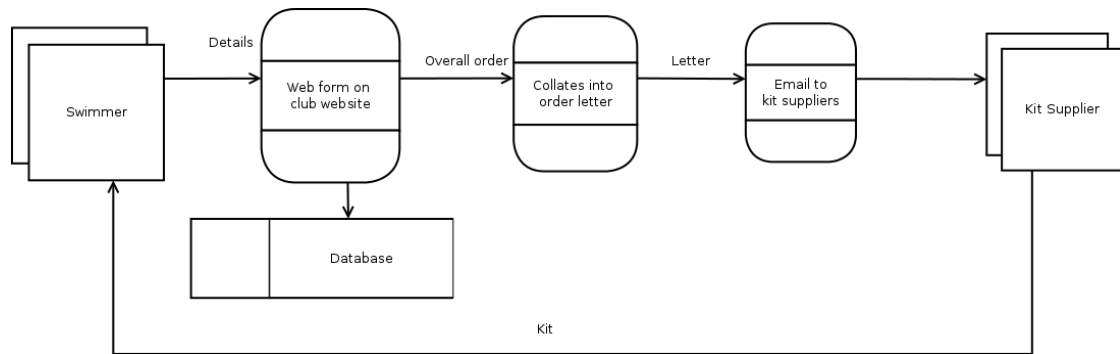 Details
Overall order
Letter
Swimmer
Web form on
club website
Collates into
order letter
Email to
kit suppliers
Kit Supplier
Database
Kit